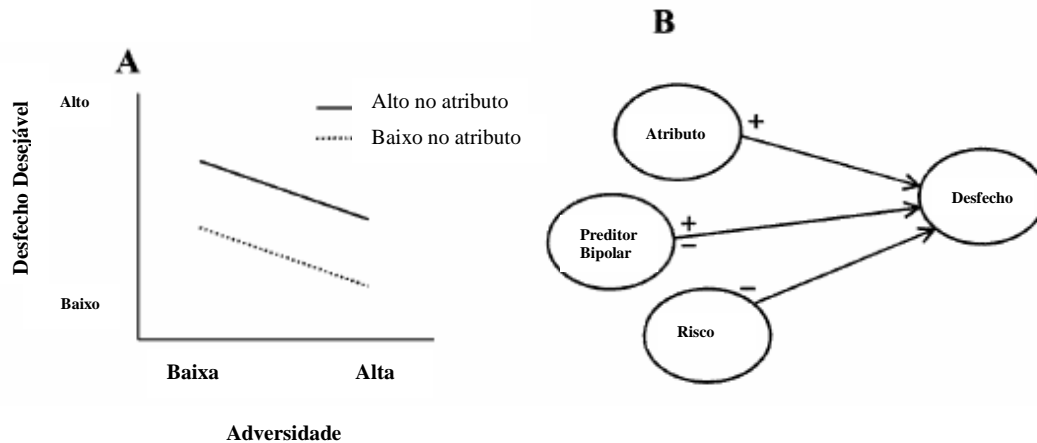 A
Desfecho Desejável
Alto
Baixo
Alto no atributo
Baixo no atributo
Baixa
Alta
Adversidade
B
Atributo
+
Preditor
Bipolar
+
−
Risco
−
Desfecho